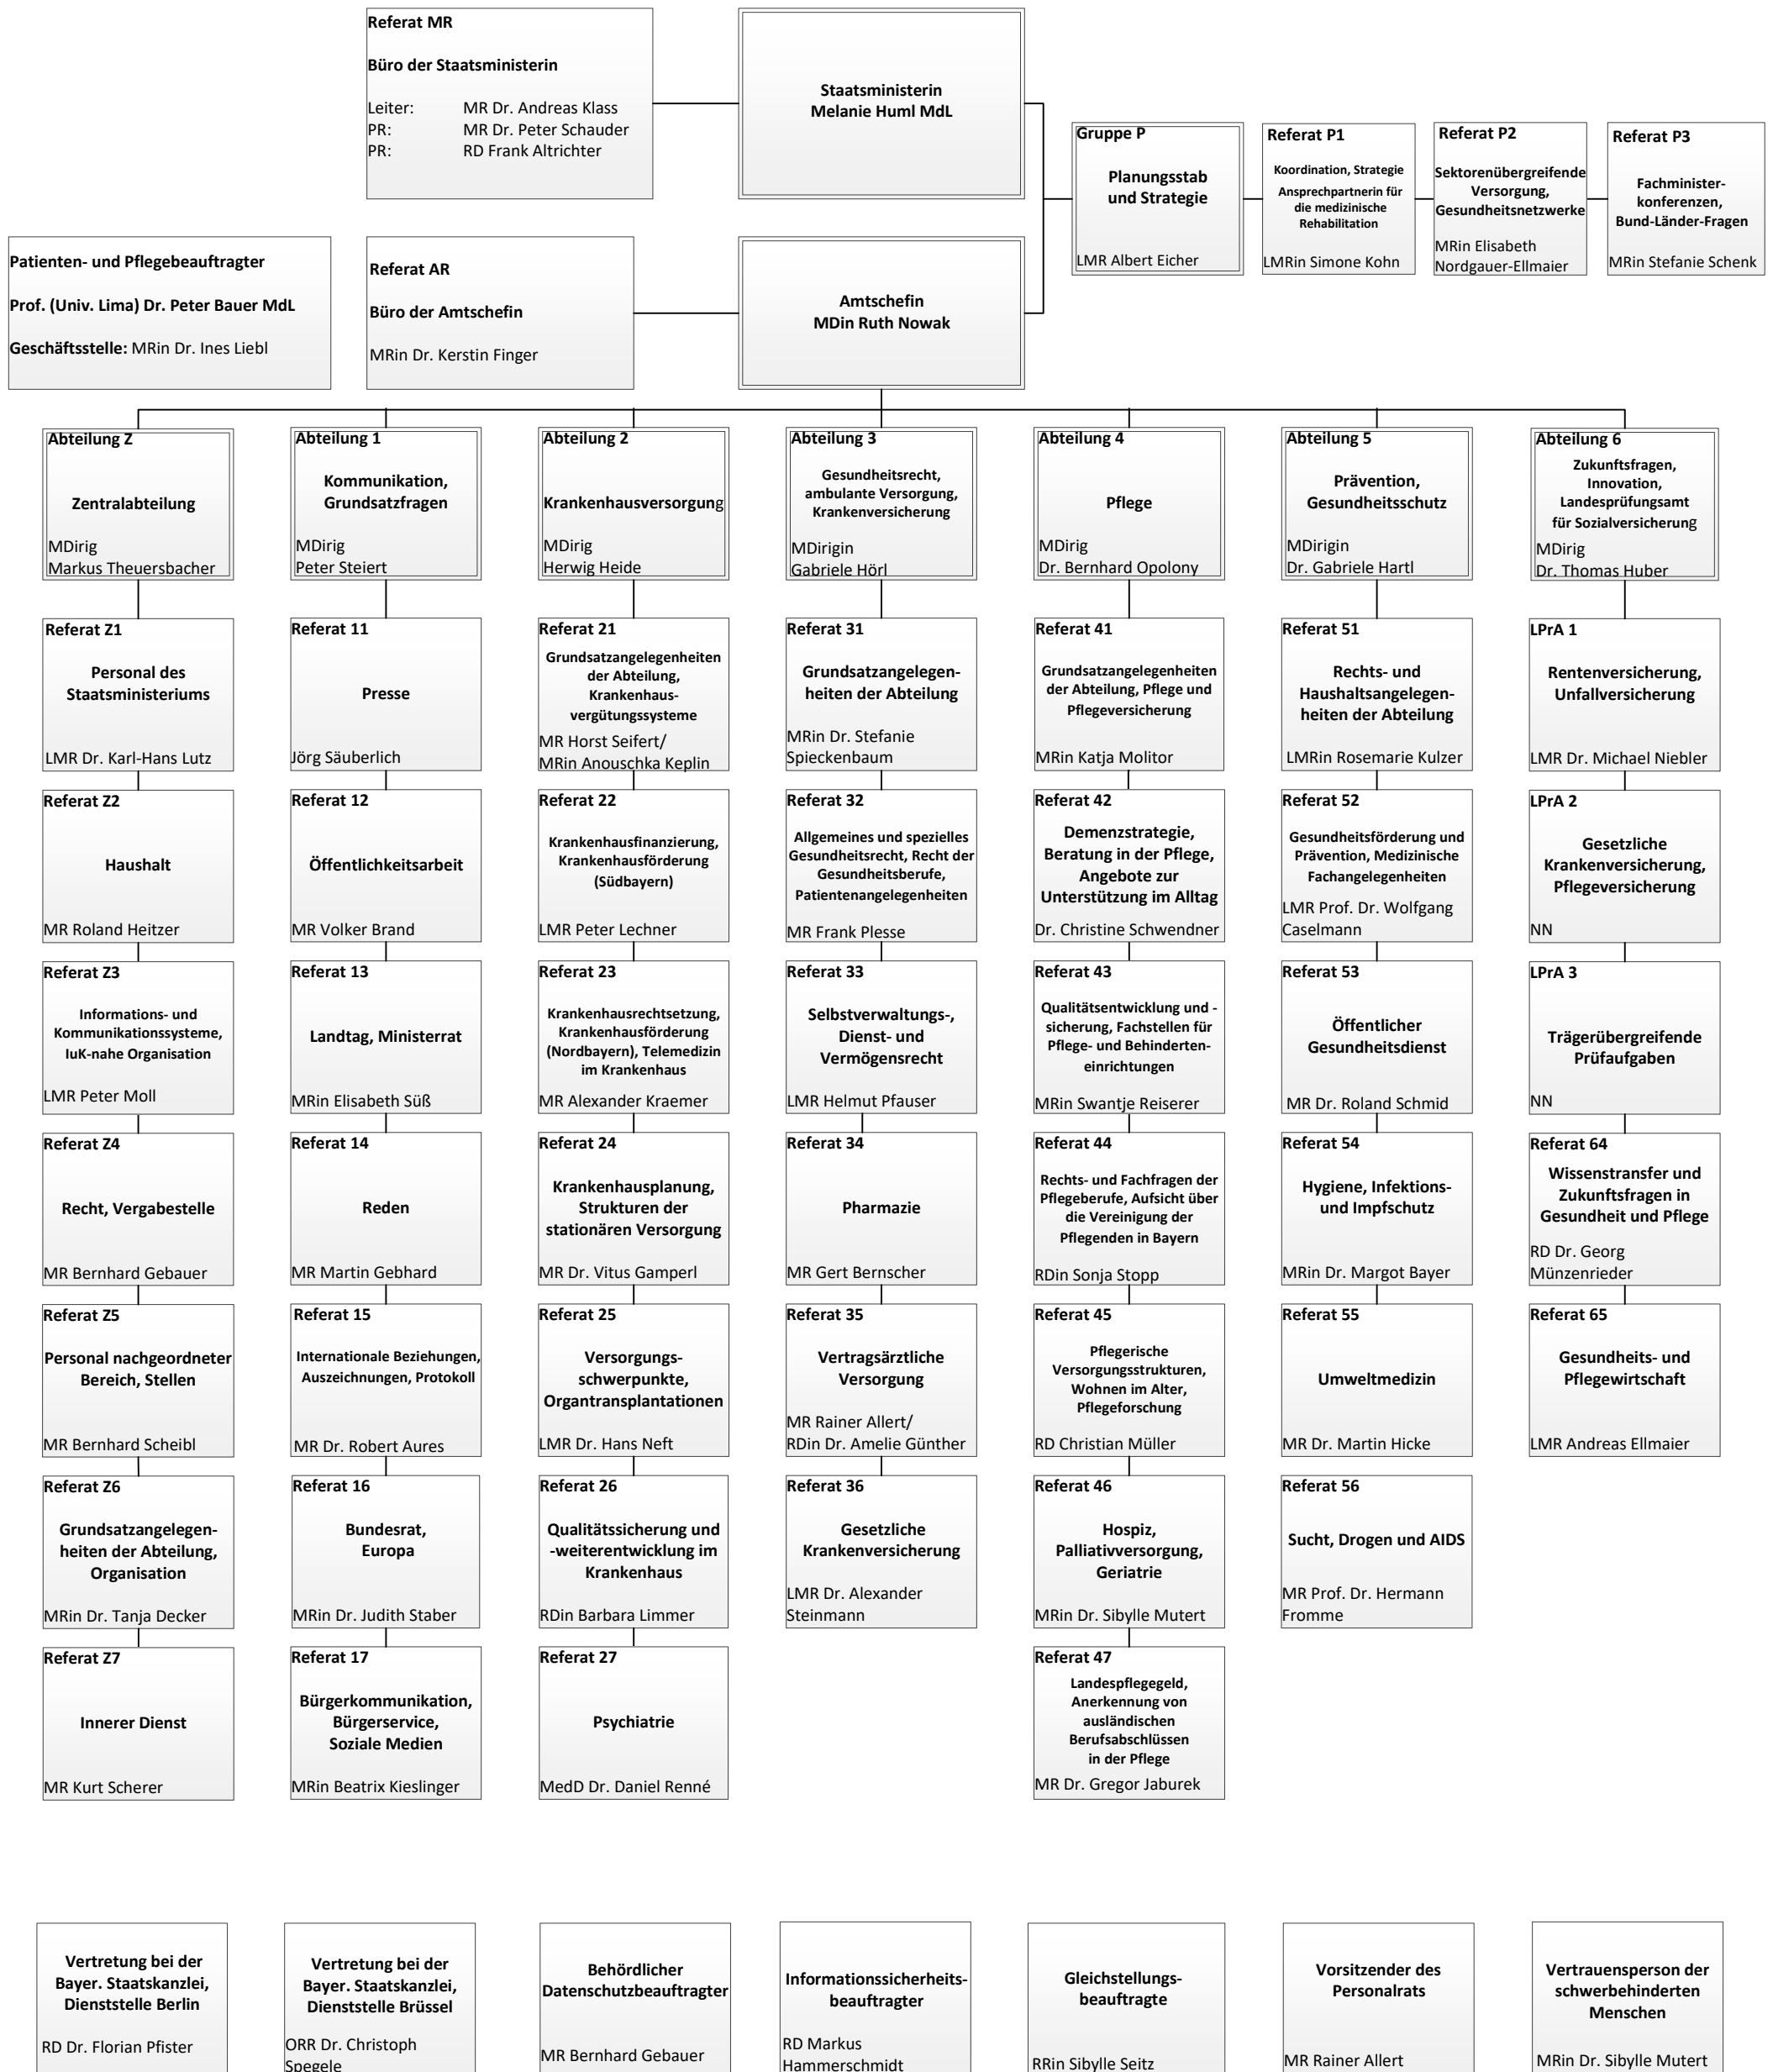 Referat MR
Büro der Staatsministerin
Leiter: MR Dr. Andreas Klass
PR: MR Dr. Peter Schauder
PR: RD Frank Altrichter
Staatsministerin
Melanie Huml MdL
Gruppe P
Planungsstab
und Strategie
LMR Albert Eicher
Referat P1
Koordination, Strategie
Ansprechpartnerin für
die medizinische
Rehabilitation
LMRin Simone Kohn
Referat P2
Sektorenübergreifende
Versorgung,
Gesundheitsnetzwerke
MRin Elisabeth
Nordgauer-Ellmaier
Referat P3
Fachminister-
konferenzen,
Bund-Länder-Fragen
MRin Stefanie Schenk
Patienten- und Pflegebeauftragter
Prof. (Univ. Lima) Dr. Peter Bauer MdL
Geschäftsstelle: MRin Dr. Ines Liebl
Referat AR
Büro der Amtschefin
MRin Dr. Kerstin Finger
Amtschefin
MDin Ruth Nowak
Abteilung Z
Zentralabteilung
MDirig
Markus Theuersbacher
Abteilung 1
Kommunikation,
Grundsatzfragen
MDirig
Peter Steiert
Abteilung 2
Krankenhausversorgung
MDirig
Herwig Heide
Abteilung 3
Gesundheitsrecht,
ambulante Versorgung,
Krankenversicherung
MDirigin
Gabriele Hörl
Abteilung 4
Pflege
MDirig
Dr. Bernhard Opolony
Abteilung 5
Prävention,
Gesundheitsschutz
MDirigin
Dr. Gabriele Hartl
Abteilung 6
Zukunftsfragen,
Innovation,
Landesprüfungsamt
für Sozialversicherung
MDirig
Dr. Thomas Huber
Referat Z1
Personal des
Staatsministeriums
LMR Dr. Karl-Hans Lutz
Referat 11
Presse
Jörg Säuberlich
Referat 21
Grundsatzangelegenheiten
der Abteilung,
Krankenhaus-
vergütungssysteme
MR Horst Seifert/
MRin Anouschka Keplin
Referat 31
Grundsatzangelegen-
heiten der Abteilung
MRin Dr. Stefanie
Spieckenbaum
Referat 41
Grundsatzangelegenheiten
der Abteilung, Pflege und
Pflegeversicherung
MRin Katja Molitor
Referat 51
Rechts- und
Haushaltsangelegen-
heiten der Abteilung
LMRin Rosemarie Kulzer
LPrA 1
Rentenversicherung,
Unfallversicherung
LMR Dr. Michael Niebler
Referat Z2
Haushalt
MR Roland Heitzer
Referat 12
Öffentlichkeitsarbeit
MR Volker Brand
Referat 22
Krankenhausfinanzierung,
Krankenhausförderung
(Südbayern)
LMR Peter Lechner
Referat 32
Allgemeines und spezielles
Gesundheitsrecht, Recht der
Gesundheitsberufe,
Patientenangelegenheiten
MR Frank Plesse
Referat 42
Demenzstrategie,
Beratung in der Pflege,
Angebote zur
Unterstützung im Alltag
Dr. Christine Schwendner
Referat 52
Gesundheitsförderung und
Prävention, Medizinische
Fachangelegenheiten
LMR Prof. Dr. Wolfgang
Caselmann
LPrA 2
Gesetzliche
Krankenversicherung,
Pflegeversicherung
NN
Referat Z3
Informations- und
Kommunikationssysteme,
IuK-nahe Organisation
LMR Peter Moll
Referat 13
Landtag, Ministerrat
MRin Elisabeth Süß
Referat 23
Krankenhausrechtsetzung,
Krankenhausförderung
(Nordbayern), Telemedizin
im Krankenhaus
MR Alexander Kraemer
Referat 33
Selbstverwaltungs-,
Dienst- und
Vermögensrecht
LMR Helmut Pfauser
Referat 43
Qualitätsentwicklung und -
sicherung, Fachstellen für
Pflege- und Behinderten-
einrichtungen
MRin Swantje Reiserer
Referat 53
Öffentlicher
Gesundheitsdienst
MR Dr. Roland Schmid
LPrA 3
Trägerübergreifende
Prüfaufgaben
NN
Referat Z4
Recht, Vergabestelle
MR Bernhard Gebauer
Referat 14
Reden
MR Martin Gebhard
Referat 24
Krankenhausplanung,
Strukturen der
stationären Versorgung
MR Dr. Vitus Gamperl
Referat 34
Pharmazie
MR Gert Bernscher
Referat 44
Rechts- und Fachfragen der
Pflegeberufe, Aufsicht über
die Vereinigung der
Pflegenden in Bayern
RDin Sonja Stopp
Referat 54
Hygiene, Infektions-
und Impfschutz
MRin Dr. Margot Bayer
Referat 64
Wissenstransfer und
Zukunftsfragen in
Gesundheit und Pflege
RD Dr. Georg
Münzenrieder
Referat Z5
Personal nachgeordneter
Bereich, Stellen
MR Bernhard Scheibl
Referat 15
Internationale Beziehungen,
Auszeichnungen, Protokoll
MR Dr. Robert Aures
Referat 25
Versorgungs-
schwerpunkte,
Organtransplantationen
LMR Dr. Hans Neft
Referat 35
Vertragsärztliche
Versorgung
MR Rainer Allert/
RDin Dr. Amelie Günther
Referat 45
Pflegerische
Versorgungsstrukturen,
Wohnen im Alter,
Pflegeforschung
RD Christian Müller
Referat 55
Umweltmedizin
MR Dr. Martin Hicke
Referat 65
Gesundheits- und
Pflegewirtschaft
LMR Andreas Ellmaier
Referat Z6
Grundsatzangelegen-
heiten der Abteilung,
Organisation
MRin Dr. Tanja Decker
Referat 16
Bundesrat,
Europa
MRin Dr. Judith Staber
Referat 26
Qualitätssicherung und
-weiterentwicklung im
Krankenhaus
RDin Barbara Limmer
Referat 36
Gesetzliche
Krankenversicherung
LMR Dr. Alexander
Steinmann
Referat 46
Hospiz,
Palliativversorgung,
Geriatrie
MRin Dr. Sibylle Mutert
Referat 56
Sucht, Drogen und AIDS
MR Prof. Dr. Hermann
Fromme
Referat Z7
Innerer Dienst
MR Kurt Scherer
Referat 17
Bürgerkommunikation,
Bürgerservice,
Soziale Medien
MRin Beatrix Kieslinger
Referat 27
Psychiatrie
MedD Dr. Daniel Renné
Referat 47
Landespflegegeld,
Anerkennung von
ausländischen
Berufsabschlüssen
in der Pflege
MR Dr. Gregor Jaburek
Vertretung bei der
Bayer. Staatskanzlei,
Dienststelle Berlin
RD Dr. Florian Pfister
Vertretung bei der
Bayer. Staatskanzlei,
Dienststelle Brüssel
ORR Dr. Christoph
Spegele
Behördlicher
Datenschutzbeauftragter
MR Bernhard Gebauer
Informationssicherheits-
beauftragter
RD Markus
Hammerschmidt
Gleichstellungs-
beauftragte
RRin Sibylle Seitz
Vorsitzender des
Personalrats
MR Rainer Allert
Vertrauensperson der
schwerbehinderten
Menschen
MRin Dr. Sibylle Mutert